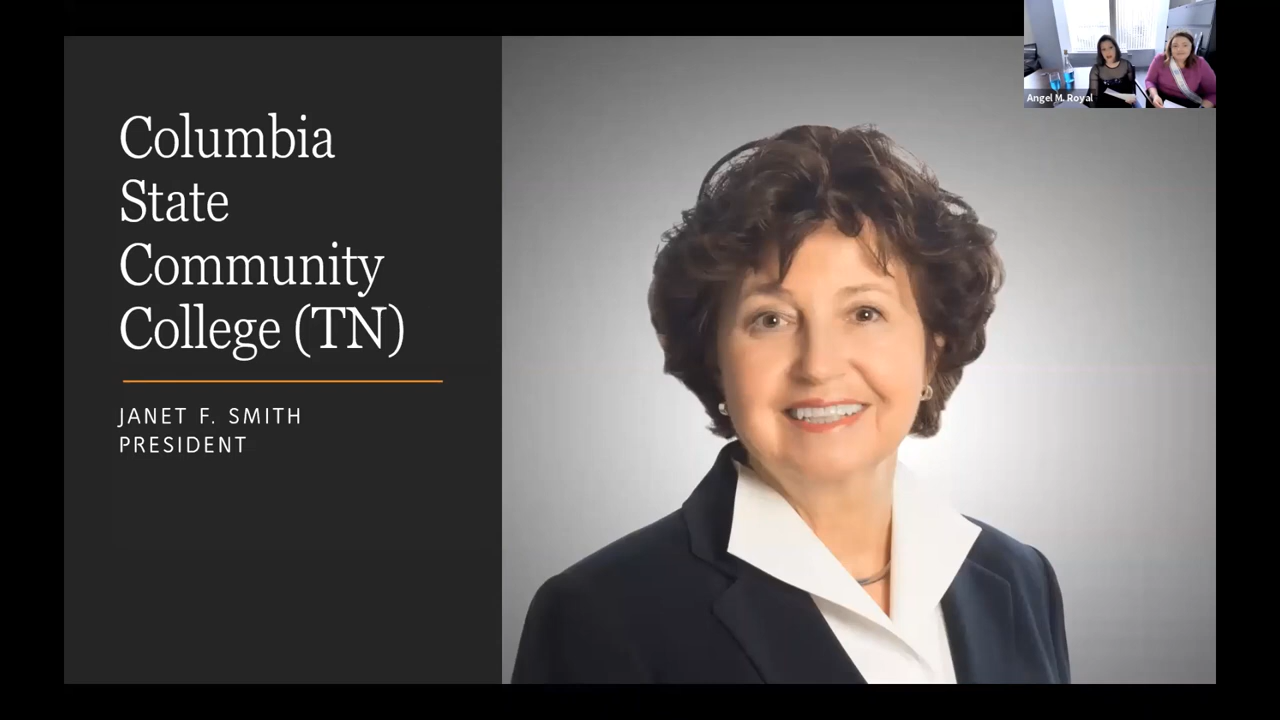 Columbia
State
Community
College (TN)
JANET F. SMITH
PRESIDENT
Angel M. Royal